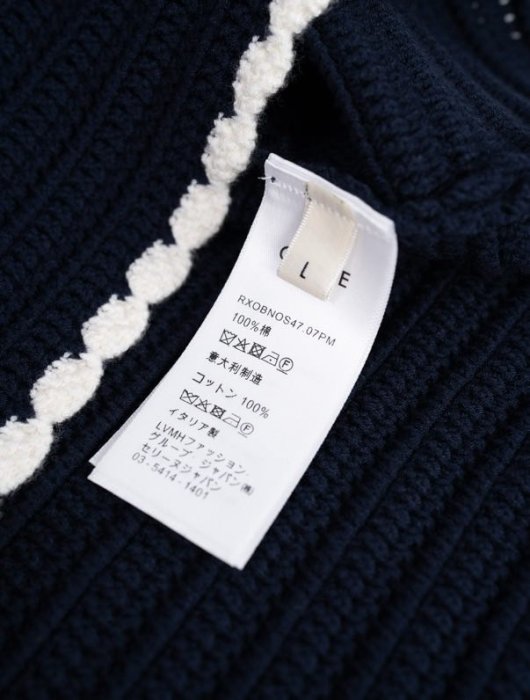 C L E
RXOBNOS47.07PM
100%棉
意大利制造
コットン 100%
イタリア製
LVMHファッション
グループ ジャパン㈱
セリーヌジャパン
03-5414-1401